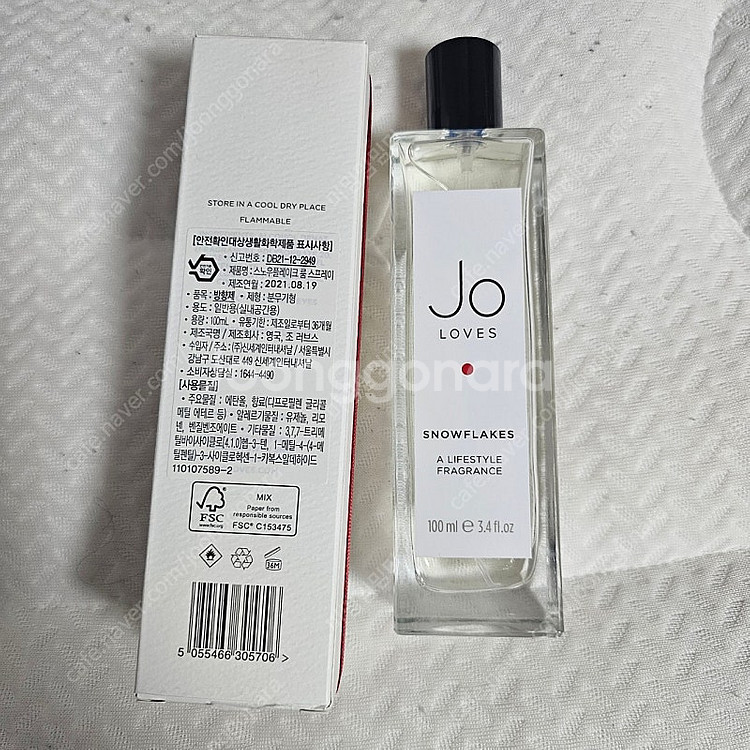 STORE IN A COOL DRY PLACE
FLAMMABLE
[안전확인대상생활화학제품 표시사항]
• 신고번호 : DB21-12-2949
• 제품명 : 스노우플레이크 룸 스프레이
• 제조연월 : 2021.08.19
• 품목 : 방향제 • 제형 : 분무기형
• 용도 : 일반용(실내공간용)
• 용량 : 100mL • 유통기한 : 제조일로부터 36개월
• 제조국명 / 제조회사 : 영국, 조 러브스
• 수입자 / 주소 : (주)신세계인터내셔날 / 서울특별시
강남구 도산대로 449 신세계인터내셔날
• 소비자상담실 : 1644-4490
[사용물질]
• 주요물질 : 에탄올, 향료(디프로필렌 글리콜
메틸 에테르 등) • 알레르기물질 : 유제놀, 리모
넨, 벤질벤조에이트 • 기타물질 : 3,7,7-트리메
틸바이사이클로[4.1.0]헵-3-텐, 1-메틸-4-(4-메
틸펜틸)-3-사이클로헥센-1-카복스알데하이드
110107589-2
FSC
www.fsc.org
MIX
Paper from
responsible sources
FSC® C153475
36M
5 055466 305706 >
Jo
LOVES
SNOWFLAKES
A LIFESTYLE
FRAGRANCE
100 ml e 3.4 fl.oz
joonggonara
cafe.naver.com/joonggonara